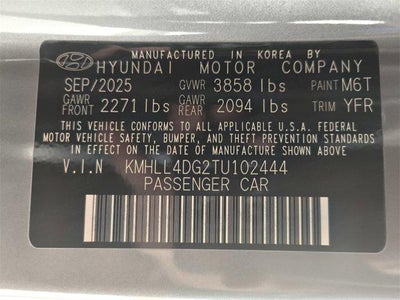 MANUFACTURED IN KOREA BY
HYUNDAI MOTOR COMPANY
SEP/2025 GVWR 3858 lbs PAINT M6T
GAWR FRONT 2271 lbs GAWR REAR 2094 lbs TRIM YFR
THIS VEHICLE CONFORMS TO ALL APPLICABLE U.S.A. FEDERAL
MOTOR VEHICLE SAFETY, BUMPER, AND THEFT PREVENTION STANDARDS
IN EFFECT ON THE DATE OF MANUFACTURE SHOWN ABOVE.
V.I.N KMHLL4DG2TU102444
PASSENGER CAR